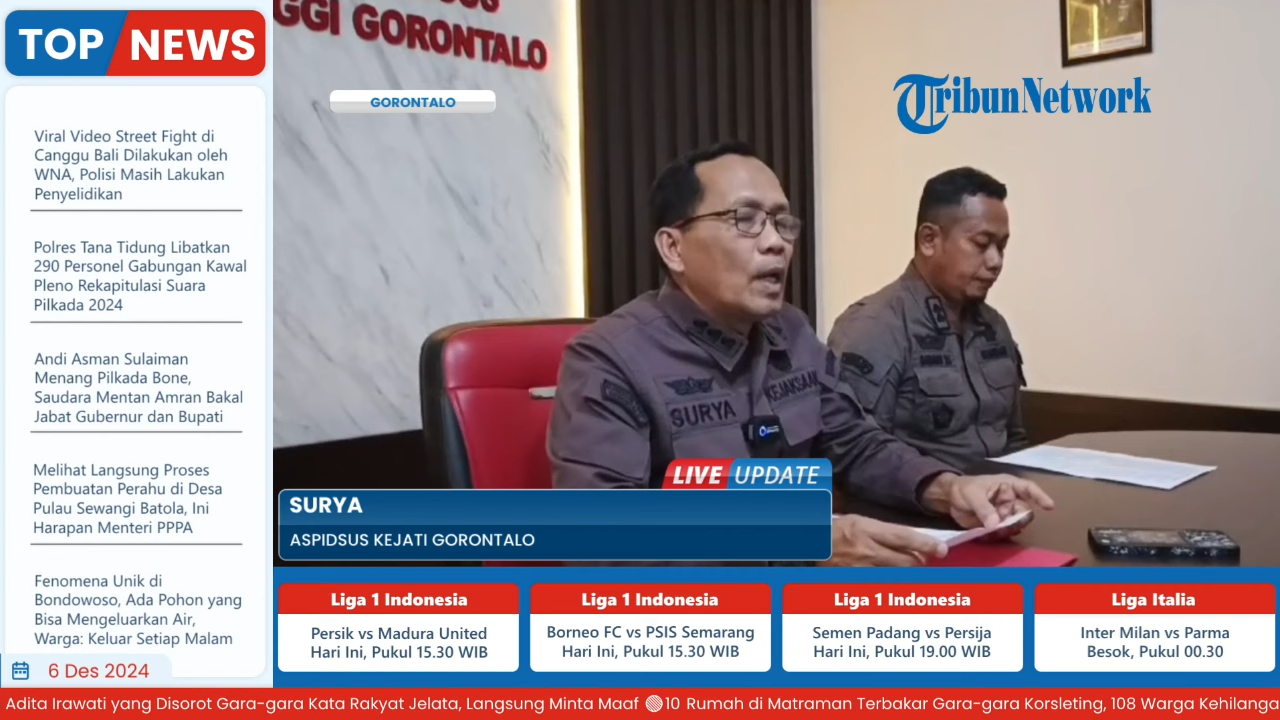 TOP NEWS
Viral Video Street Fight di
Canggu Bali Dilakukan oleh
WNA, Polisi Masih Lakukan
Penyelidikan
Polres Tana Tidung Libatkan
290 Personel Gabungan Kawal
Pleno Rekapitulasi Suara
Pilkada 2024
Andi Asman Sulaiman
Menang Pilkada Bone,
Saudara Mentan Amran Bakal
Jabat Gubernur dan Bupati
Melihat Langsung Proses
Pembuatan Perahu di Desa
Pulau Sewangi Batola, Ini
Harapan Menteri PPPA
Fenomena Unik di
Bondowoso, Ada Pohon yang
Bisa Mengeluarkan Air,
Warga: Keluar Setiap Malam
6 Des 2024
GGI GORONTALO
GORONTALO
TribunNetwork
SURYA
KEJAKSAAN
LIVE UPDATE
SURYA
ASPIDSUS KEJATI GORONTALO
Liga 1 Indonesia
Persik vs Madura United
Hari Ini, Pukul 15.30 WIB
Liga 1 Indonesia
Borneo FC vs PSIS Semarang
Hari Ini, Pukul 15.30 WIB
Liga 1 Indonesia
Semen Padang vs Persija
Hari Ini, Pukul 19.00 WIB
Liga Italia
Inter Milan vs Parma
Besok, Pukul 00.30
Adita Irawati yang Disorot Gara-gara Kata Rakyat Jelata, Langsung Minta Maaf 10 Rumah di Matraman Terbakar Gara-gara Korsleting, 108 Warga Kehilanga